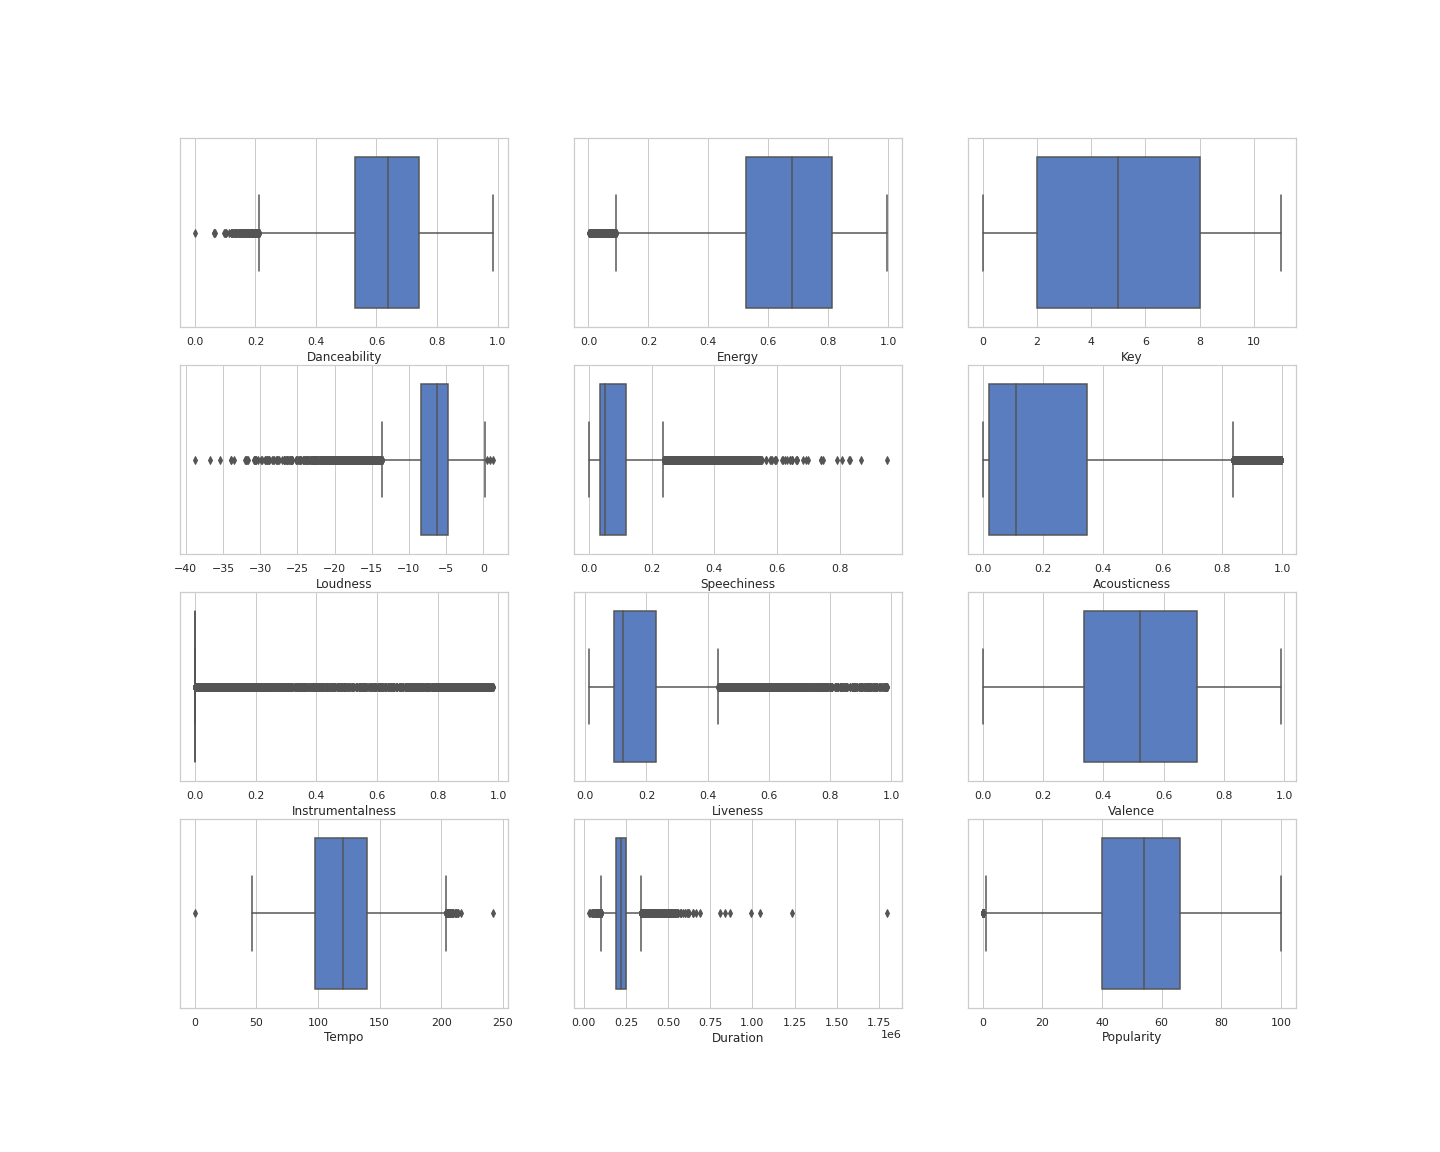 0.0 0.2 0.4 0.6 0.8 1.0
Danceability
0.0 0.2 0.4 0.6 0.8 1.0
Energy
0 2 4 6 8 10
Key
−40 −35 −30 −25 −20 −15 −10 −5 0
Loudness
0.0 0.2 0.4 0.6 0.8
Speechiness
0.0 0.2 0.4 0.6 0.8 1.0
Acousticness
0.0 0.2 0.4 0.6 0.8 1.0
Instrumentalness
0.0 0.2 0.4 0.6 0.8 1.0
Liveness
0.0 0.2 0.4 0.6 0.8 1.0
Valence
0 50 100 150 200 250
Tempo
0.00 0.25 0.50 0.75 1.00 1.25 1.50 1.75
1e6
Duration
0 20 40 60 80 100
Popularity